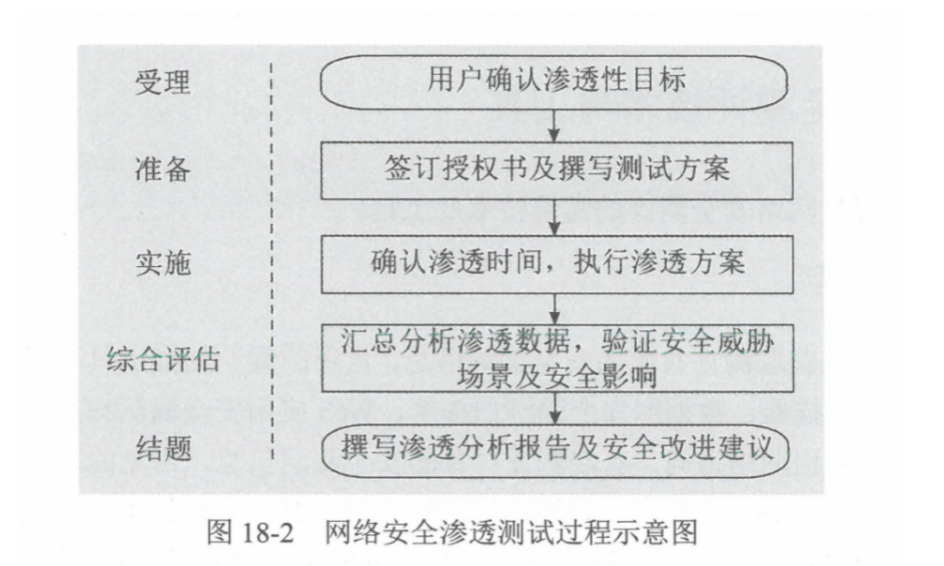 受理
用户确认渗透性目标
准备
签订授权书及撰写测试方案
实施
确认渗透时间，执行渗透方案
综合评估
汇总分析渗透数据，验证安全威胁
场景及安全影响
结题
撰写渗透分析报告及安全改进建议
图 18-2 网络安全渗透测试过程示意图